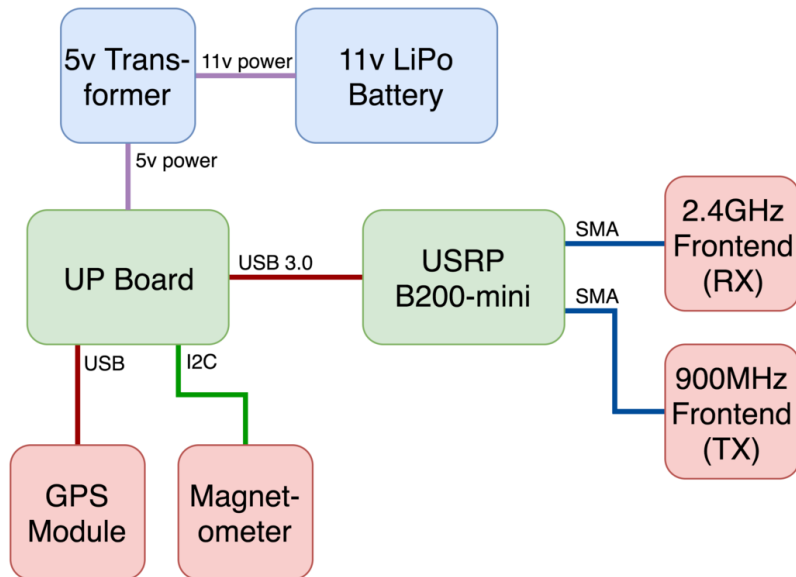 5v Trans-
former
11v power
11v LiPo
Battery
5v power
UP Board
USB 3.0
USRP
B200-mini
SMA
2.4GHz
Frontend
(RX)
SMA
900MHz
Frontend
(TX)
USB
I2C
GPS
Module
Magnet-
ometer